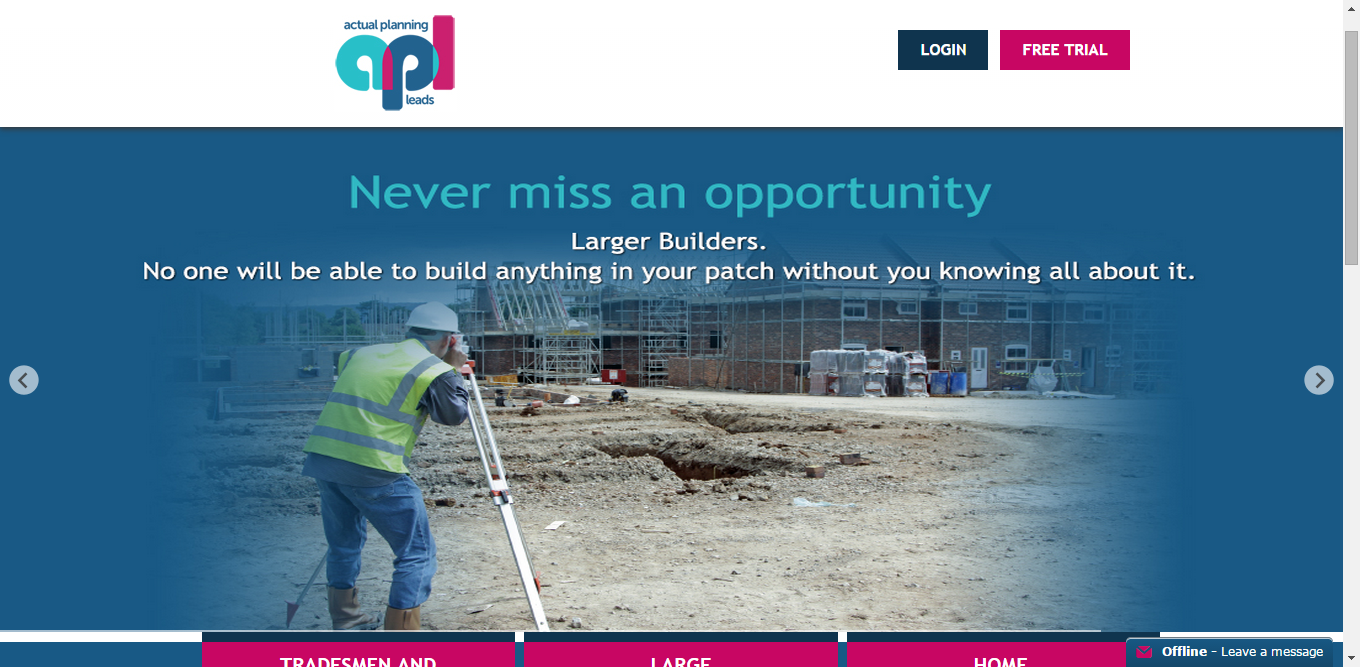 actual planning
apl
leads
LOGIN
FREE TRIAL
Never miss an opportunity
Larger Builders.
No one will be able to build anything in your patch without you knowing all about it.
TRADESMEN AND
LARGE
HOME
Offline - Leave a message